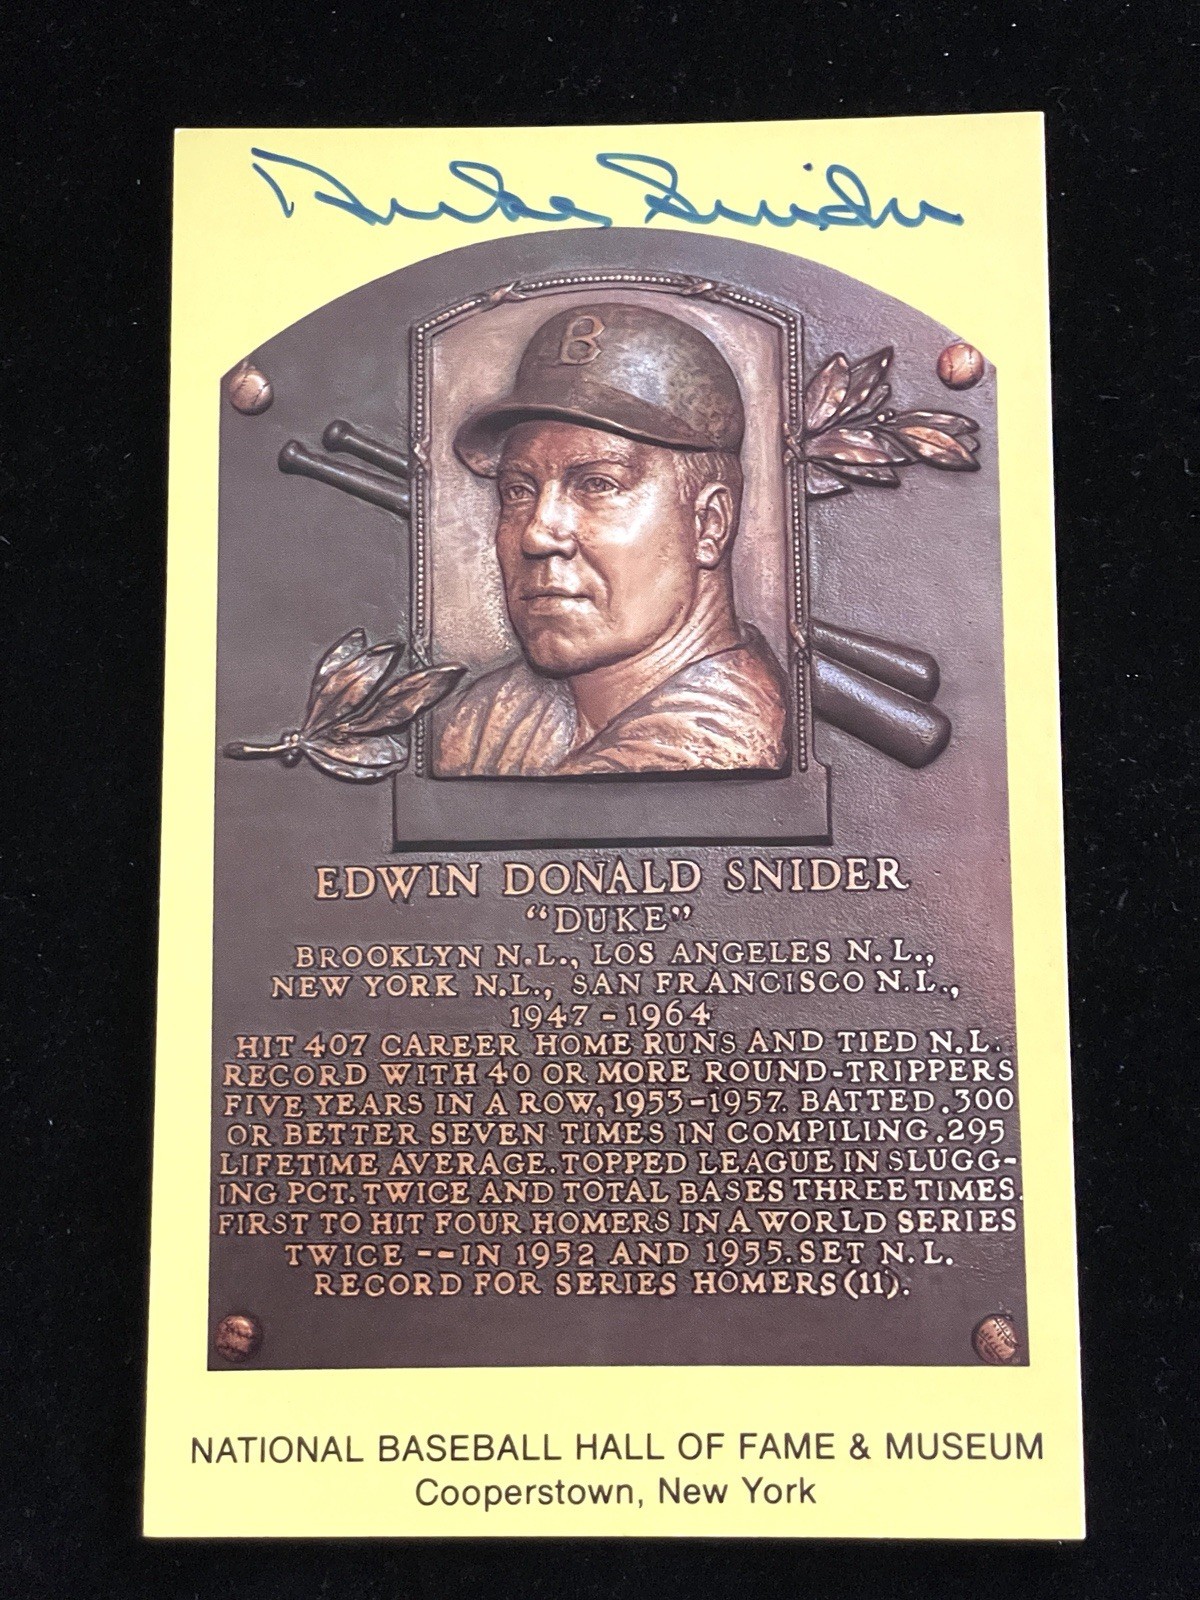 Duke Snider
B
EDWIN DONALD SNIDER
"DUKE"
BROOKLYN N.L., LOS ANGELES N.L.,
NEW YORK N.L., SAN FRANCISCO N.L.,
1947-1964
HIT 407 CAREER HOME RUNS AND TIED N.L.
RECORD WITH 40 OR MORE ROUND-TRIPPERS
FIVE YEARS IN A ROW, 1953-1957. BATTED .300
OR BETTER SEVEN TIMES IN COMPILING .295
LIFETIME AVERAGE. TOPPED LEAGUE IN SLUGG-
ING PCT. TWICE AND TOTAL BASES THREE TIMES.
FIRST TO HIT FOUR HOMERS IN A WORLD SERIES
TWICE -- IN 1952 AND 1955. SET N.L.
RECORD FOR SERIES HOMERS (11).
NATIONAL BASEBALL HALL OF FAME & MUSEUM
Cooperstown, New York